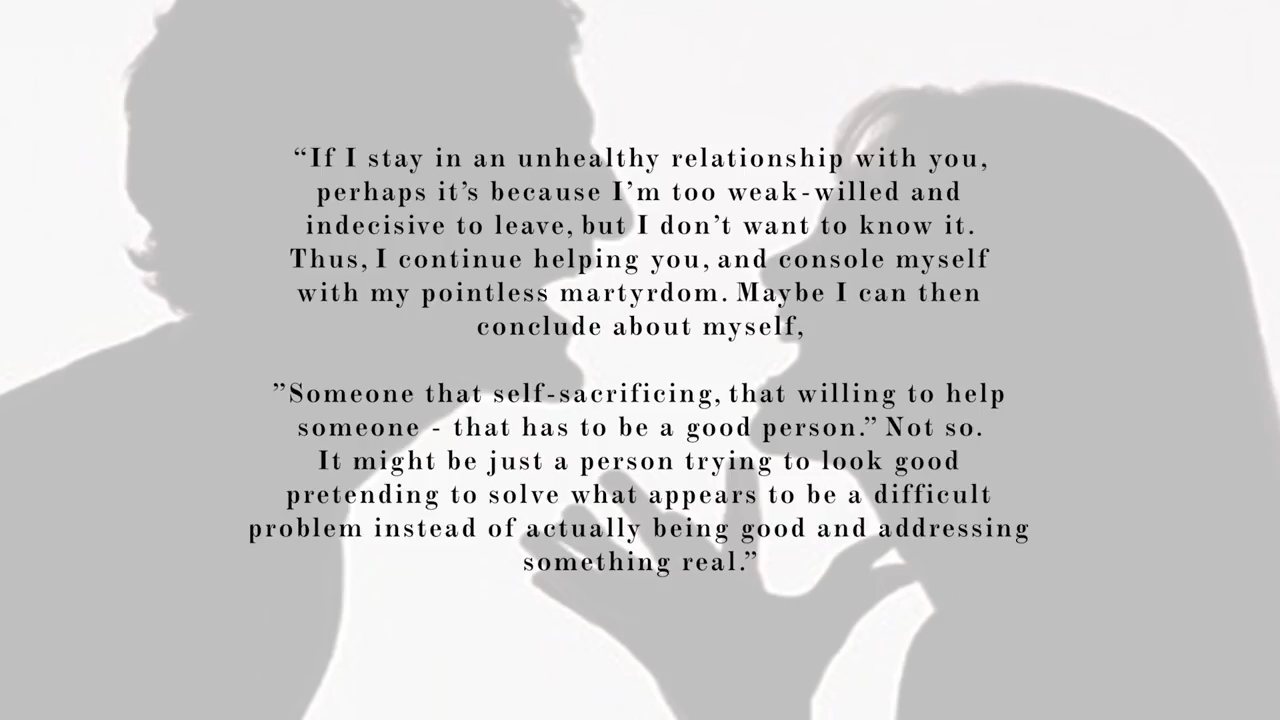 “If I stay in an unhealthy relationship with you,
perhaps it’s because I’m too weak-willed and
indecisive to leave, but I don’t want to know it.
Thus, I continue helping you, and console myself
with my pointless martyrdom. Maybe I can then
conclude about myself,
”Someone that self-sacrificing, that willing to help
someone - that has to be a good person.” Not so.
It might be just a person trying to look good
pretending to solve what appears to be a difficult
problem instead of actually being good and addressing
something real.”